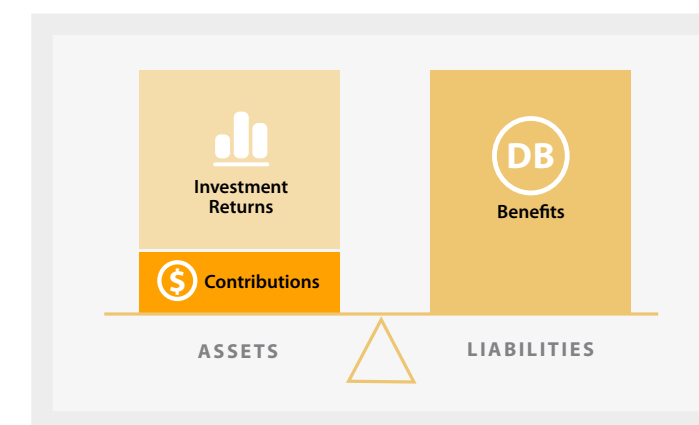 Investment
Returns
$ Contributions
DB
Benefits
ASSETS
LIABILITIES